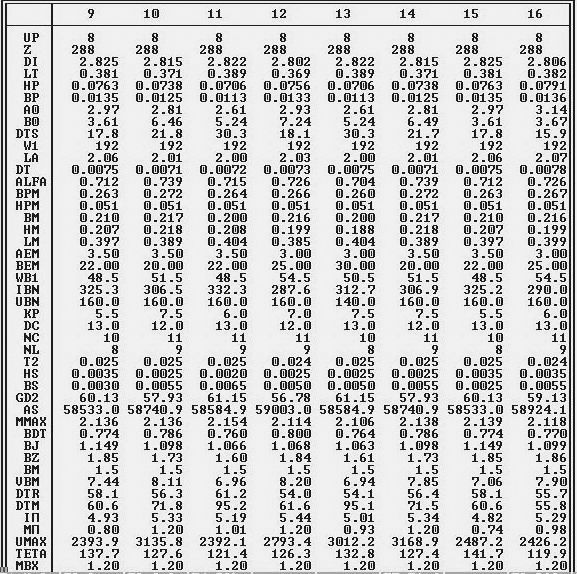 9 10 11 12 13 14 15 16
UP 8 8 8 8 8 8 8 8
Z 288 288 288 288 288 288 288 288
DI 2.825 2.815 2.822 2.802 2.822 2.815 2.825 2.806
LT 0.381 0.371 0.389 0.369 0.389 0.371 0.381 0.382
HP 0.0763 0.0738 0.0706 0.0756 0.0706 0.0738 0.0763 0.0791
BP 0.0135 0.0125 0.0113 0.0133 0.0113 0.0125 0.0135 0.0136
A0 2.97 2.81 2.61 2.93 2.61 2.81 2.97 3.14
B0 3.61 6.46 5.24 7.24 5.24 6.49 3.61 3.67
DTS 17.8 21.8 30.3 18.1 30.3 21.7 17.8 15.9
W1 192 192 192 192 192 192 192 192
LA 2.06 2.01 2.00 2.03 2.00 2.01 2.06 2.07
DT 0.0075 0.0071 0.0072 0.0073 0.0072 0.0071 0.0075 0.0078
ALFA 0.712 0.739 0.715 0.726 0.704 0.739 0.712 0.726
BPM 0.263 0.272 0.264 0.266 0.260 0.272 0.263 0.267
HPM 0.051 0.051 0.051 0.051 0.051 0.051 0.051 0.051
BM 0.210 0.217 0.200 0.216 0.200 0.217 0.210 0.216
HM 0.207 0.218 0.208 0.199 0.188 0.218 0.207 0.199
LM 0.397 0.389 0.404 0.385 0.404 0.389 0.397 0.399
AEM 3.50 3.50 3.50 3.00 3.00 3.50 3.50 3.00
BEM 22.00 20.00 22.00 25.00 30.00 20.00 22.00 25.00
WB1 48.5 51.5 48.5 54.5 50.5 51.5 48.5 54.5
IBN 325.3 306.5 332.3 287.6 312.7 306.9 325.2 290.0
UBN 160.0 160.0 160.0 160.0 140.0 160.0 160.0 160.0
KP 5.5 7.5 6.0 7.0 7.5 7.5 5.5 6.0
DC 13.0 12.0 13.0 12.0 13.0 12.0 13.0 13.0
NC 10 11 11 10 11 11 10 11
NL 8 9 9 9 8 9 8 9
T2 0.025 0.025 0.025 0.024 0.025 0.025 0.025 0.024
HS 0.0035 0.0025 0.0020 0.0025 0.0035 0.0025 0.0035 0.0035
BS 0.0030 0.0055 0.0065 0.0050 0.0050 0.0055 0.0030 0.0025
GD2 60.13 57.93 61.15 56.78 61.15 57.93 60.13 59.13
AS 58533.0 58740.9 58584.9 59003.0 58584.9 58740.9 58533.0 58924.1
MMAX 2.136 2.136 2.154 2.114 2.106 2.138 2.139 2.118
BDT 0.774 0.786 0.760 0.800 0.764 0.786 0.774 0.770
BJ 1.149 1.098 1.066 1.068 1.063 1.098 1.149 1.099
BZ 1.85 1.73 1.60 1.84 1.61 1.73 1.85 1.86
BM 1.5 1.5 1.5 1.5 1.5 1.5 1.5 1.5
VBM 7.44 8.11 6.96 8.20 6.94 7.85 7.06 7.90
DTR 58.1 56.3 61.2 54.0 54.1 56.4 58.1 55.7
DTM 60.6 71.8 95.2 61.6 95.1 71.5 60.6 55.8
IП 4.93 5.33 5.19 5.44 5.01 5.34 4.82 5.29
MП 0.80 1.20 1.01 1.20 0.93 1.20 0.74 0.98
UMAX 2393.9 3135.8 2392.1 2793.4 3012.2 3168.9 2487.2 2426.2
TETA 137.7 127.6 121.4 126.3 132.8 127.4 141.7 119.9
MBX 1.20 1.20 1.20 1.20 1.20 1.20 1.20 1.20